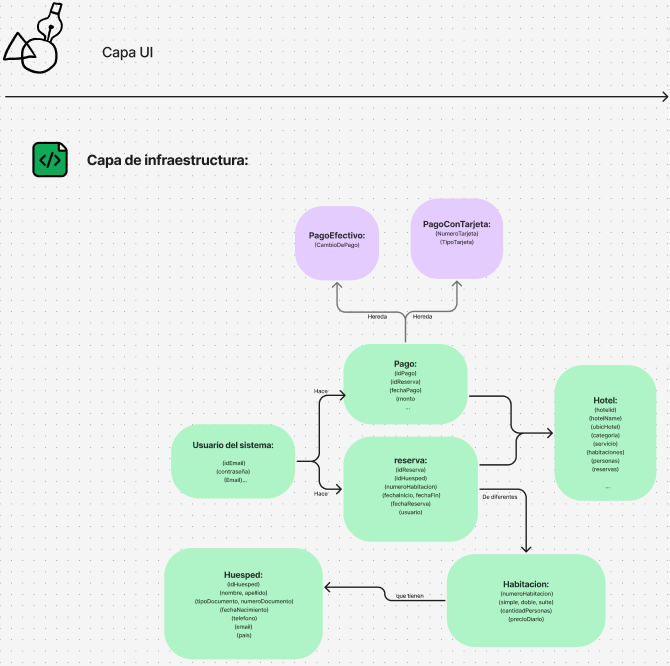 Capa UI
</>
Capa de infraestructura:
PagoEfectivo:
(CambioDePago)
PagoConTarjeta:
(NumeroTarjeta)
(TipoTarjeta)
Hereda
Hereda
Pago:
(idPago)
(idReserva)
(fechaPago)
(monto
...
Hotel:
(hotelId)
(hotelName)
(ubicHotel)
(categoria)
(servicio)
(habitaciones)
(personas)
(reservas)
...
Hace
Usuario del sistema:
(idEmail)
(contraseña)
(Email)...
Hace
reserva:
(idReserva)
(idHuesped)
(numeroHabitacion)
(fechaInicio, fechaFin)
(fechaReserva)
(usuario)
De diferentes
Huesped:
(idHuesped)
(nombre, apellido)
(tipoDocumento, numeroDocumento)
(fechaNacimiento)
(telefono)
(email)
(pais)
que tienen
Habitacion:
(numeroHabitacion)
(simple, doble, suite)
(cantidadPersonas)
(precioDiario)